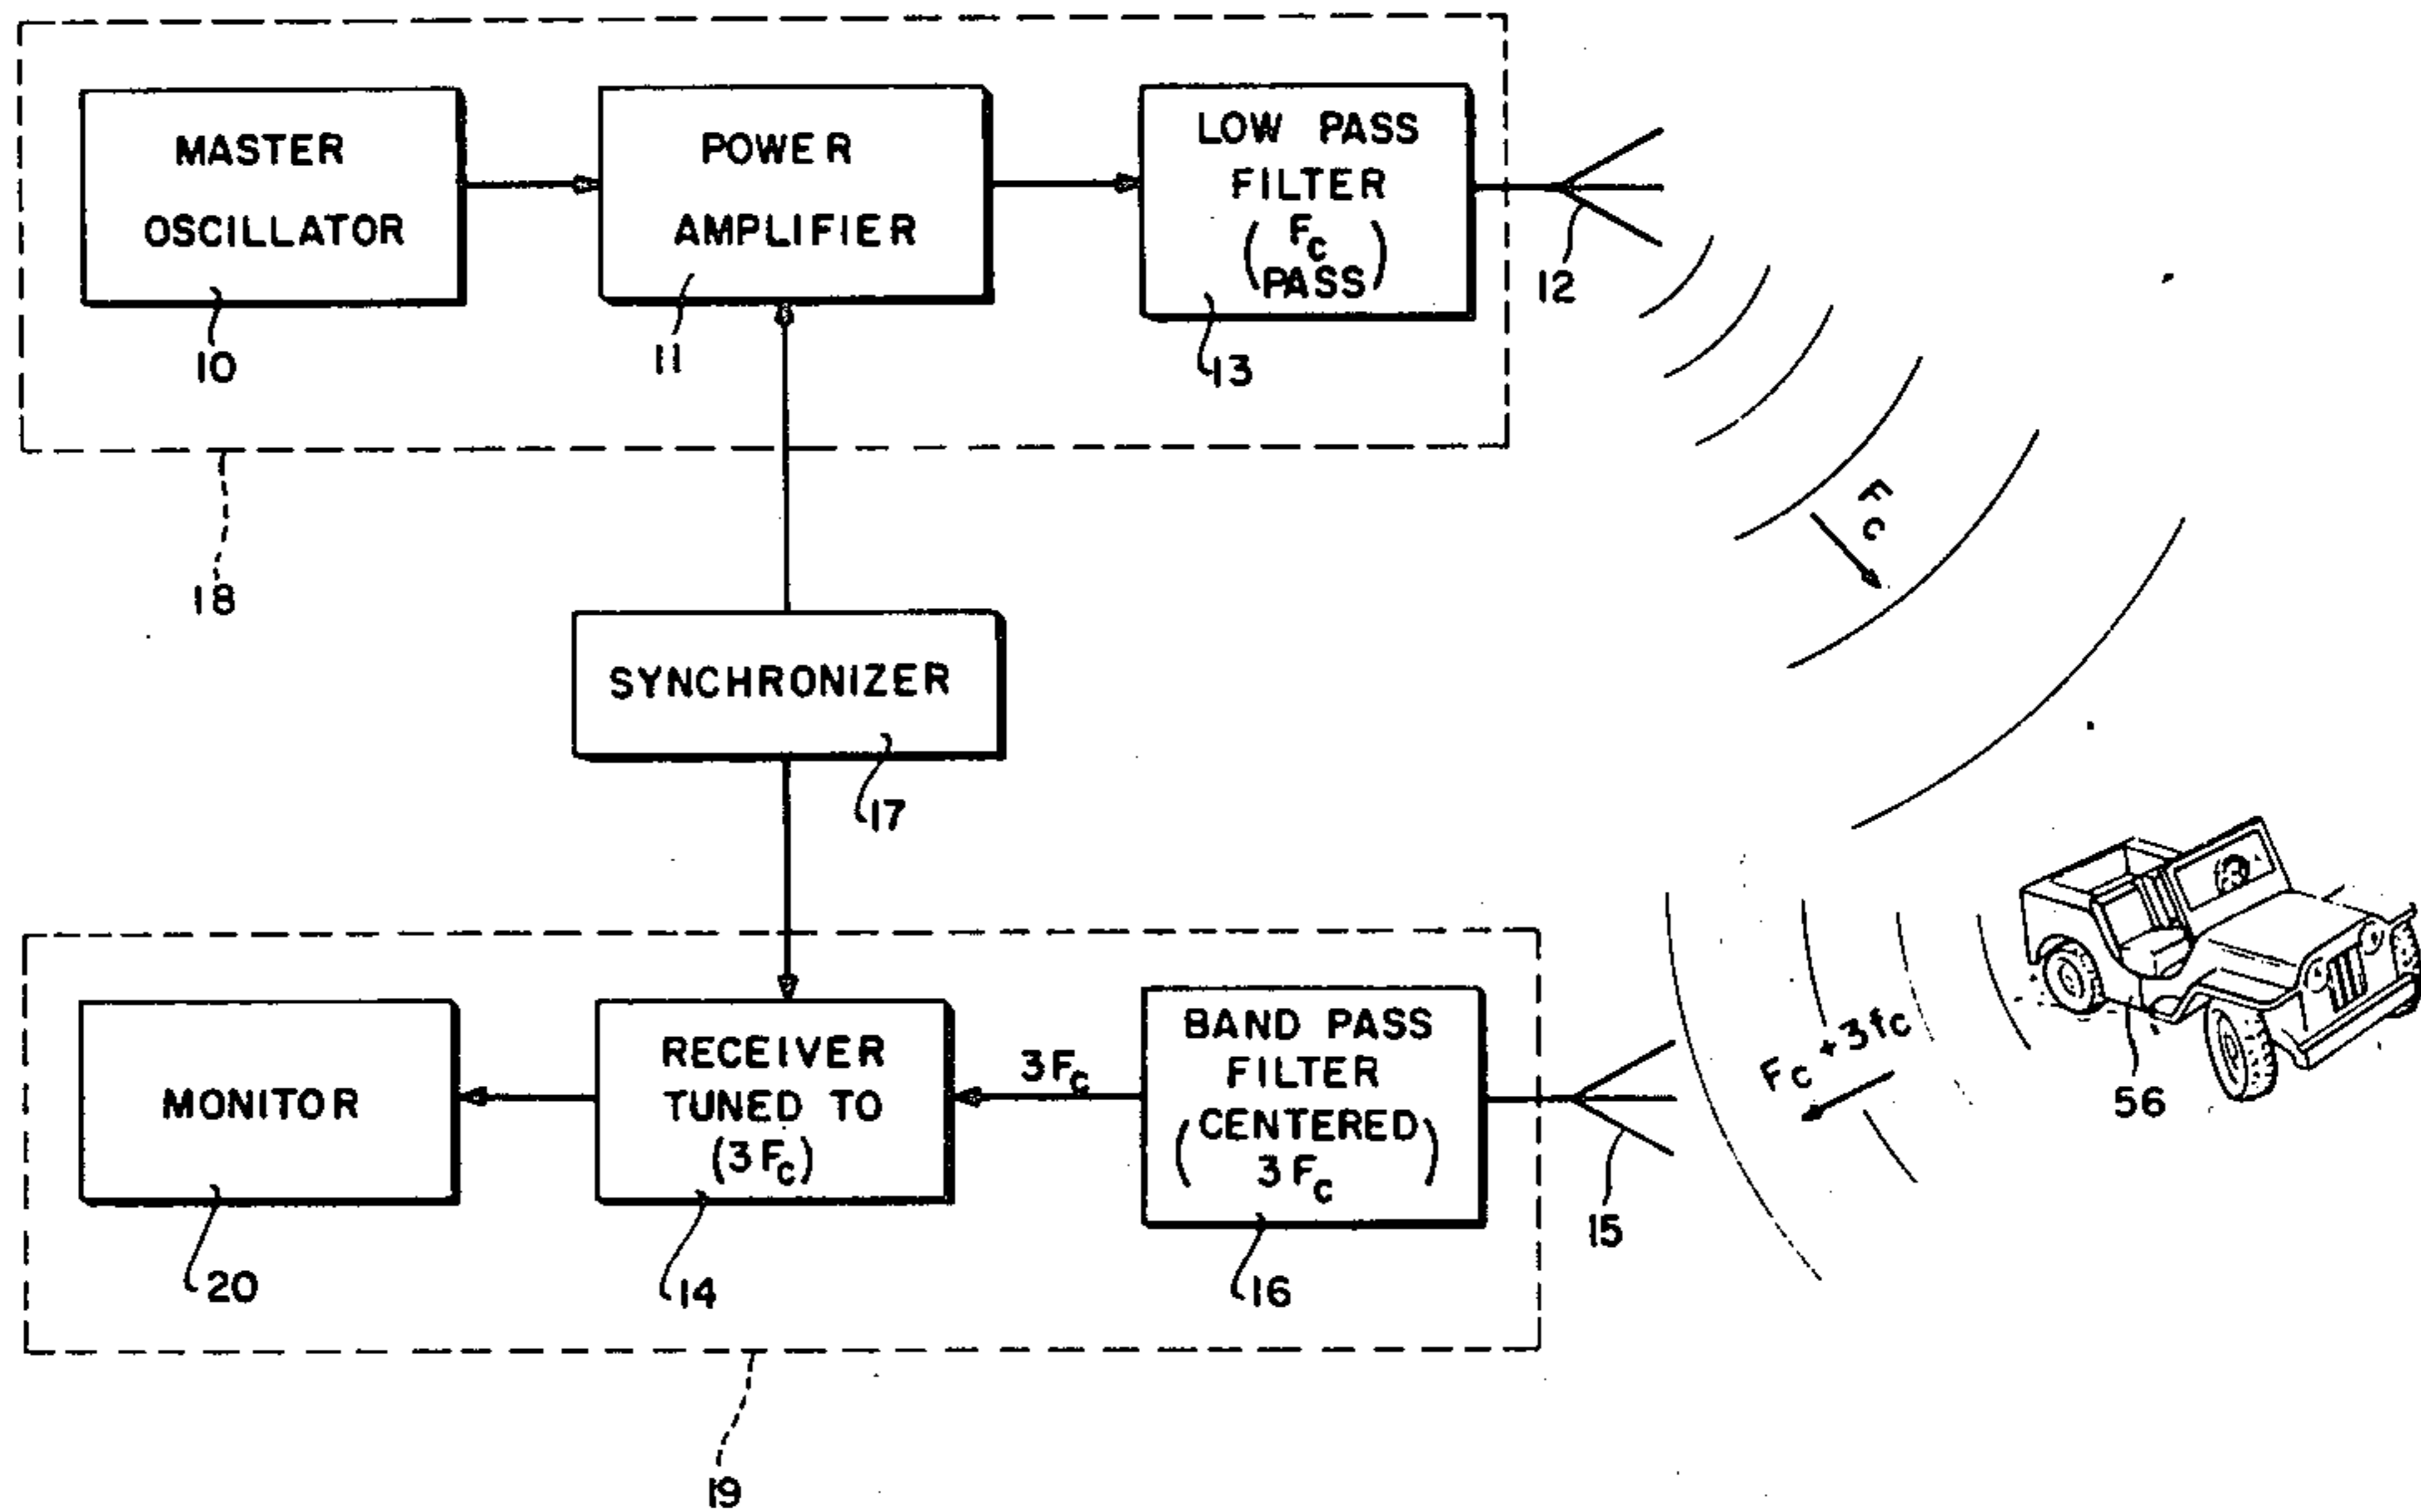 MASTER
OSCILLATOR
10
POWER
AMPLIFIER
11
LOW PASS
FILTER
(Fc
PASS)
13
12
18
Fc
SYNCHRONIZER
17
MONITOR
20
RECEIVER
TUNED TO
(3Fc)
14
3Fc
BAND PASS
FILTER
(CENTERED
3Fc)
16
15
Fc+3fc
56
19